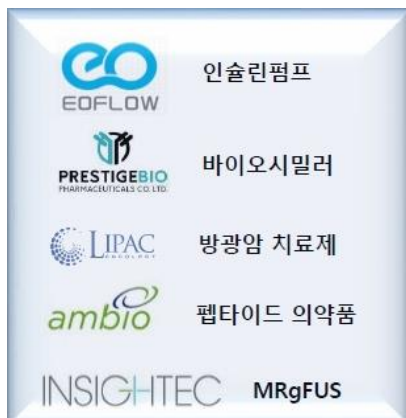 EOFLOW 인슐린펌프
PRESTIGEBIO
PHARMACEUTICALS CO. LTD.
바이오시밀러
LIPAC
ONCOLOGY
방광암 치료제
ambio 펩타이드 의약품
INSIGHTEC MRgFUS